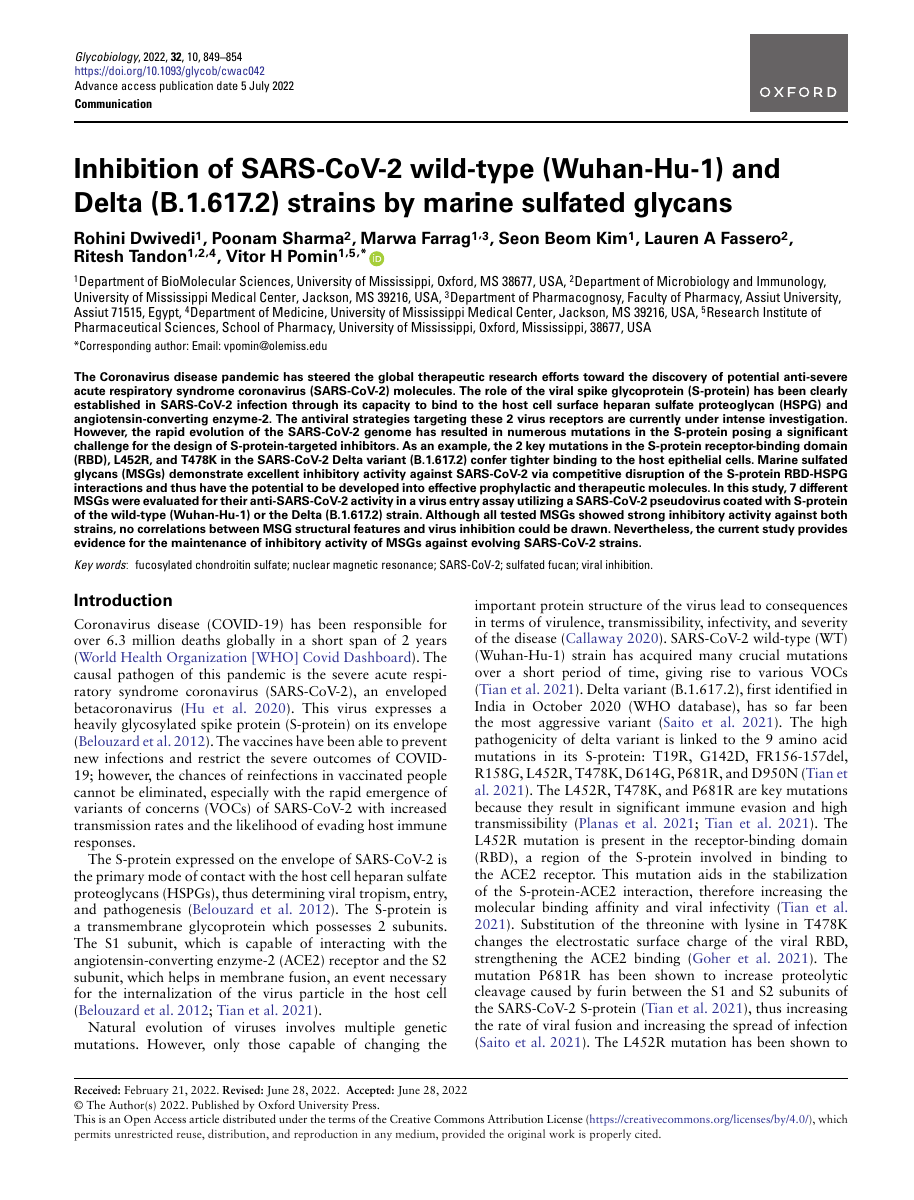 Glycobiology, 2022, 32, 10, 849–854
https://doi.org/10.1093/glycob/cwac042
Advance access publication date 5 July 2022
Communication
OXFORD
Inhibition of SARS-CoV-2 wild-type (Wuhan-Hu-1) and
Delta (B.1.617.2) strains by marine sulfated glycans
Rohini Dwivedi1, Poonam Sharma2, Marwa Farrag1,3, Seon Beom Kim1, Lauren A Fassero2,
Ritesh Tandon1,2,4, Vitor H Pomin1,5,* iD
1Department of BioMolecular Sciences, University of Mississippi, Oxford, MS 38677, USA, 2Department of Microbiology and Immunology,
University of Mississippi Medical Center, Jackson, MS 39216, USA, 3Department of Pharmacognosy, Faculty of Pharmacy, Assiut University,
Assiut 71515, Egypt, 4Department of Medicine, University of Mississippi Medical Center, Jackson, MS 39216, USA, 5Research Institute of
Pharmaceutical Sciences, School of Pharmacy, University of Mississippi, Oxford, Mississippi, 38677, USA
*Corresponding author: Email: vpomin@olemiss.edu
The Coronavirus disease pandemic has steered the global therapeutic research efforts toward the discovery of potential anti-severe
acute respiratory syndrome coronavirus (SARS-CoV-2) molecules. The role of the viral spike glycoprotein (S-protein) has been clearly
established in SARS-CoV-2 infection through its capacity to bind to the host cell surface heparan sulfate proteoglycan (HSPG) and
angiotensin-converting enzyme-2. The antiviral strategies targeting these 2 virus receptors are currently under intense investigation.
However, the rapid evolution of the SARS-CoV-2 genome has resulted in numerous mutations in the S-protein posing a significant
challenge for the design of S-protein-targeted inhibitors. As an example, the 2 key mutations in the S-protein receptor-binding domain
(RBD), L452R, and T478K in the SARS-CoV-2 Delta variant (B.1.617.2) confer tighter binding to the host epithelial cells. Marine sulfated
glycans (MSGs) demonstrate excellent inhibitory activity against SARS-CoV-2 via competitive disruption of the S-protein RBD-HSPG
interactions and thus have the potential to be developed into effective prophylactic and therapeutic molecules. In this study, 7 different
MSGs were evaluated for their anti-SARS-CoV-2 activity in a virus entry assay utilizing a SARS-CoV-2 pseudovirus coated with S-protein
of the wild-type (Wuhan-Hu-1) or the Delta (B.1.617.2) strain. Although all tested MSGs showed strong inhibitory activity against both
strains, no correlations between MSG structural features and virus inhibition could be drawn. Nevertheless, the current study provides
evidence for the maintenance of inhibitory activity of MSGs against evolving SARS-CoV-2 strains.
Key words: fucosylated chondroitin sulfate; nuclear magnetic resonance; SARS-CoV-2; sulfated fucan; viral inhibition.
Introduction
Coronavirus disease (COVID-19) has been responsible for
over 6.3 million deaths globally in a short span of 2 years
(World Health Organization [WHO] Covid Dashboard). The
causal pathogen of this pandemic is the severe acute respi-
ratory syndrome coronavirus (SARS-CoV-2), an enveloped
betacoronavirus (Hu et al. 2020). This virus expresses a
heavily glycosylated spike protein (S-protein) on its envelope
(Belouzard et al. 2012). The vaccines have been able to prevent
new infections and restrict the severe outcomes of COVID-
19; however, the chances of reinfections in vaccinated people
cannot be eliminated, especially with the rapid emergence of
variants of concerns (VOCs) of SARS-CoV-2 with increased
transmission rates and the likelihood of evading host immune
responses.
The S-protein expressed on the envelope of SARS-CoV-2 is
the primary mode of contact with the host cell heparan sulfate
proteoglycans (HSPGs), thus determining viral tropism, entry,
and pathogenesis (Belouzard et al. 2012). The S-protein is
a transmembrane glycoprotein which possesses 2 subunits.
The S1 subunit, which is capable of interacting with the
angiotensin-converting enzyme-2 (ACE2) receptor and the S2
subunit, which helps in membrane fusion, an event necessary
for the internalization of the virus particle in the host cell
(Belouzard et al. 2012; Tian et al. 2021).
Natural evolution of viruses involves multiple genetic
mutations. However, only those capable of changing the
important protein structure of the virus lead to consequences
in terms of virulence, transmissibility, infectivity, and severity
of the disease (Callaway 2020). SARS-CoV-2 wild-type (WT)
(Wuhan-Hu-1) strain has acquired many crucial mutations
over a short period of time, giving rise to various VOCs
(Tian et al. 2021). Delta variant (B.1.617.2), first identified in
India in October 2020 (WHO database), has so far been
the most aggressive variant (Saito et al. 2021). The high
pathogenicity of delta variant is linked to the 9 amino acid
mutations in its S-protein: T19R, G142D, FR156-157del,
R158G, L452R, T478K, D614G, P681R, and D950N (Tian et
al. 2021). The L452R, T478K, and P681R are key mutations
because they result in significant immune evasion and high
transmissibility (Planas et al. 2021; Tian et al. 2021). The
L452R mutation is present in the receptor-binding domain
(RBD), a region of the S-protein involved in binding to
the ACE2 receptor. This mutation aids in the stabilization
of the S-protein-ACE2 interaction, therefore increasing the
molecular binding affinity and viral infectivity (Tian et al.
2021). Substitution of the threonine with lysine in T478K
changes the electrostatic surface charge of the viral RBD,
strengthening the ACE2 binding (Goher et al. 2021). The
mutation P681R has been shown to increase proteolytic
cleavage caused by furin between the S1 and S2 subunits of
the SARS-CoV-2 S-protein (Tian et al. 2021), thus increasing
the rate of viral fusion and increasing the spread of infection
(Saito et al. 2021). The L452R mutation has been shown to
Received: February 21, 2022. Revised: June 28, 2022. Accepted: June 28, 2022
© The Author(s) 2022. Published by Oxford University Press.
This is an Open Access article distributed under the terms of the Creative Commons Attribution License (https://creativecommons.org/licenses/by/4.0/), which
permits unrestricted reuse, distribution, and reproduction in any medium, provided the original work is properly cited.